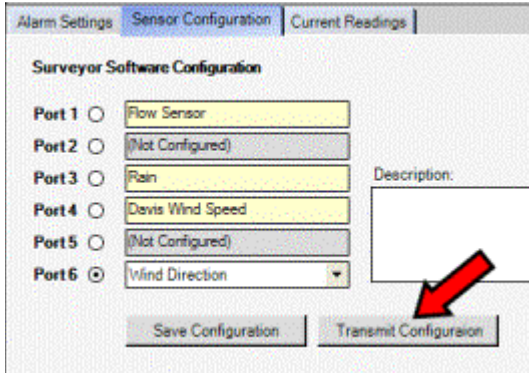 Alarm Settings Sensor Configuration Current Readings
Surveyor Software Configuration
Port 1 Flow Sensor
Port 2 (Not Configured)
Port 3 Rain
Description:
Port 4 Davis Wind Speed
Port 5 (Not Configured)
Port 6 Wind Direction
Save Configuration Transmit Configuraion